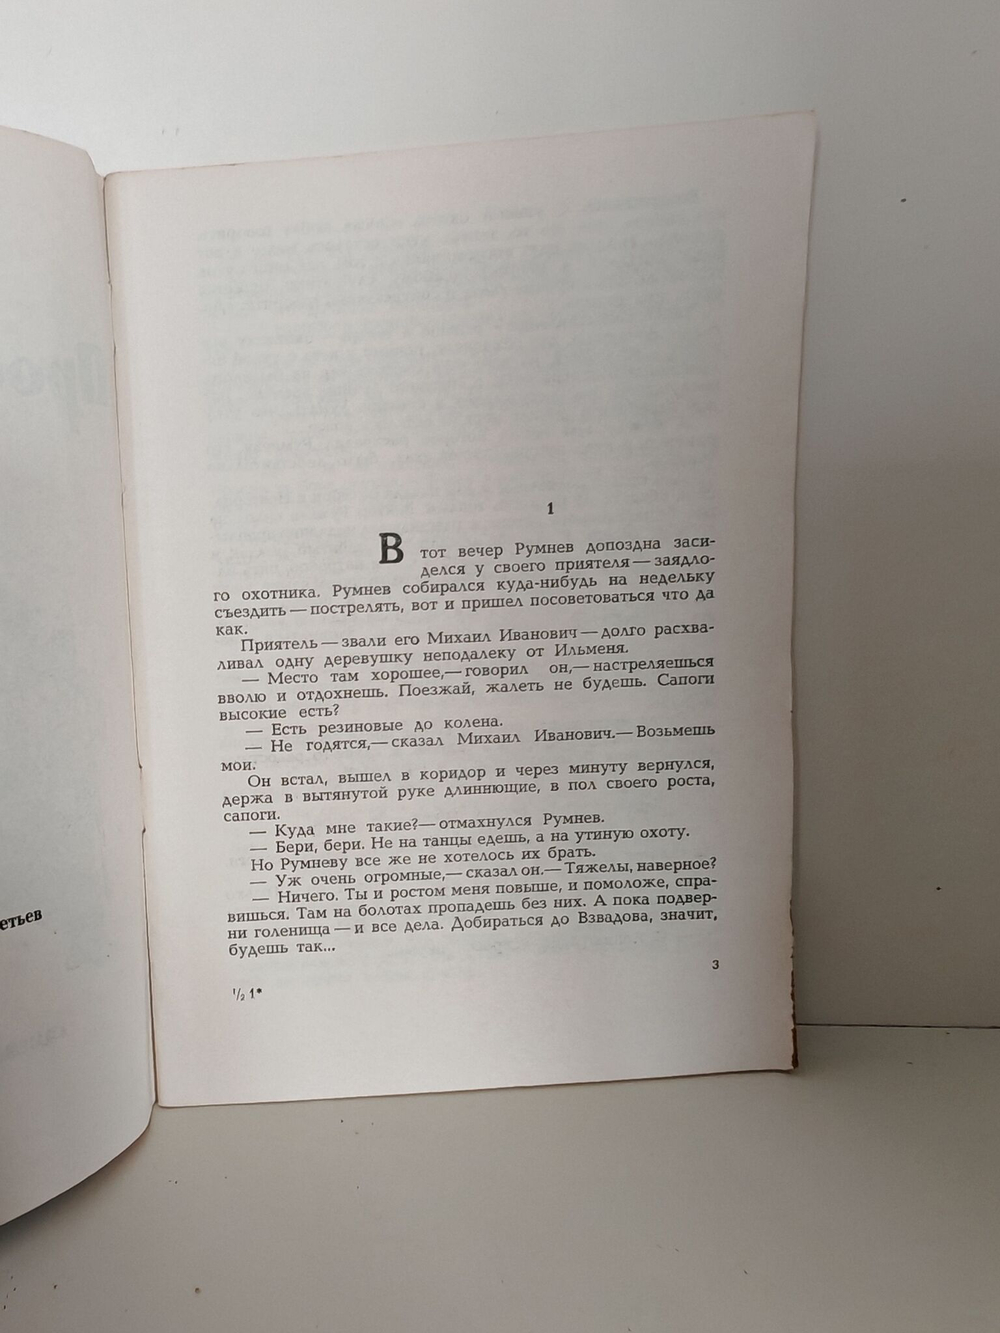 1
В тот вечер Румнев допоздна заси-
делся у своего приятеля — заядло-
го охотника. Румнев собирался куда-нибудь на недельку
съездить — пострелять, вот и пришел посоветоваться что да
как.
Приятель — звали его Михаил Иванович — долго расхва-
ливал одну деревушку неподалеку от Ильменя.
— Место там хорошее,— говорил он,— настреляешься
вволю и отдохнешь. Поезжай, жалеть не будешь. Сапоги
высокие есть?
— Есть резиновые до колена.
— Не годятся,— сказал Михаил Иванович.— Возьмешь
мои.
Он встал, вышел в коридор и через минуту вернулся,
держа в вытянутой руке длиннющие, в пол своего роста,
сапоги.
— Куда мне такие? — отмахнулся Румнев.
— Бери, бери. Не на танцы едешь, а на утиную охоту.
Но Румневу все же не хотелось их брать.
— Уж очень огромные,— сказал он.— Тяжелы, наверное?
— Ничего. Ты и ростом меня повыше, и помоложе, спра-
вишься. Там на болотах пропадешь без них. А пока подвер-
ни голенища — и все дела. Добираться до Взвадова, значит,
будешь так...
3
1/2 1*
етьев